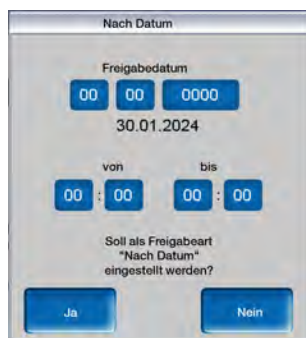 Nach Datum
Freigabedatum
00 00 0000
30.01.2024
von bis
00 : 00 00 : 00
Soll als Freigabeart
"Nach Datum"
eingestellt werden?
Ja Nein